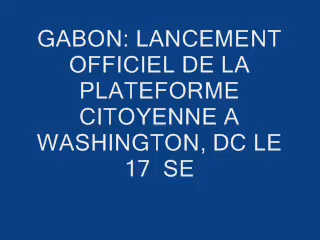 GABON: LANCEMENT
OFFICIEL DE LA
PLATEFORME
CITOYENNE A
WASHINGTON, DC LE
17 SE